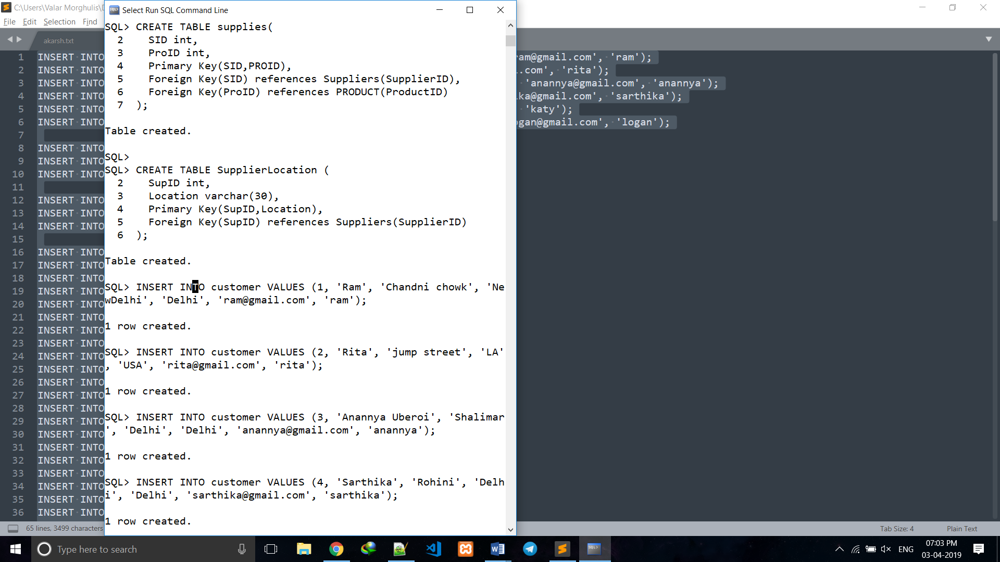 C:\Users\Valar Morghulis\
Select Run SQL Command Line
File Edit Selection Find
akarsh.txt
SQL> CREATE TABLE supplies(
2 SID int,
3 ProID int,
4 Primary Key(SID,PROID),
5 Foreign Key(SID) references Suppliers(SupplierID),
6 Foreign Key(ProID) references PRODUCT(ProductID)
7 );
Table created.
SQL>
SQL> CREATE TABLE SupplierLocation (
2 SupID int,
3 Location varchar(30),
4 Primary Key(SupID,Location),
5 Foreign Key(SupID) references Suppliers(SupplierID)
6 );
Table created.
SQL> INSERT INTO customer VALUES (1, 'Ram', 'Chandni chowk', 'Ne
wDelhi', 'Delhi', 'ram@gmail.com', 'ram');
1 row created.
SQL> INSERT INTO customer VALUES (2, 'Rita', 'jump street', 'LA'
, 'USA', 'rita@gmail.com', 'rita');
1 row created.
SQL> INSERT INTO customer VALUES (3, 'Anannya Uberoi', 'Shalimar
', 'Delhi', 'Delhi', 'anannya@gmail.com', 'anannya');
1 row created.
SQL> INSERT INTO customer VALUES (4, 'Sarthika', 'Rohini', 'Delh
i', 'Delhi', 'sarthika@gmail.com', 'sarthika');
1 row created.
1 INSERT INTO
2 INSERT INTO
3 INSERT INTO
4 INSERT INTO
5 INSERT INTO
6 INSERT INTO
7
8 INSERT INTO
9 INSERT INTO
10 INSERT INTO
11
12 INSERT INTO
13 INSERT INTO
14 INSERT INTO
15
16 INSERT INTO
17 INSERT INTO
18 INSERT INTO
19 INSERT INTO
20 INSERT INTO
21 INSERT INTO
22 INSERT INTO
23 INSERT INTO
24 INSERT INTO
25 INSERT INTO
26 INSERT INTO
27 INSERT INTO
28 INSERT INTO
29 INSERT INTO
30 INSERT INTO
31 INSERT INTO
32 INSERT INTO
33 INSERT INTO
34 INSERT INTO
35 INSERT INTO
36 INSERT INTO
ram@gmail.com', 'ram');
.com', 'rita');
'anannya@gmail.com', 'anannya');
ika@gmail.com', 'sarthika');
'katy');
ogan@gmail.com', 'logan');
65 lines, 3499 characters
Tab Size: 4
Plain Text
Type here to search
SQL>
ENG
07:03 PM
03-04-2019